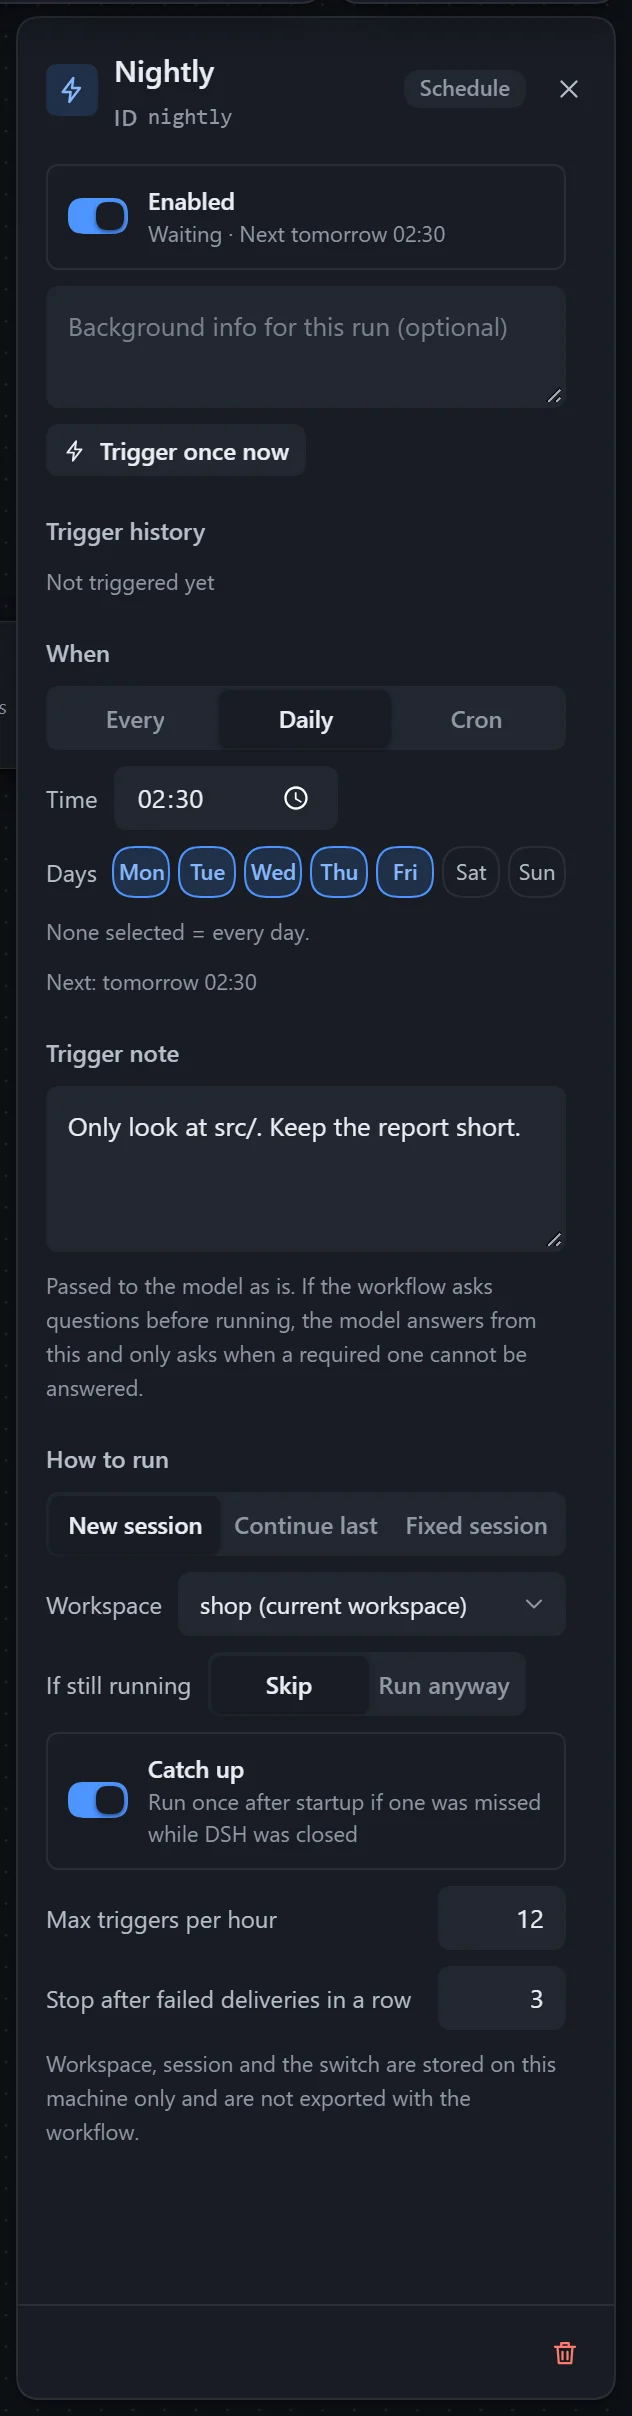 Nightly
Schedule
ID nightly
Enabled
Waiting · Next tomorrow 02:30
Background info for this run (optional)
Trigger once now
Trigger history
Not triggered yet
When
Every Daily Cron
s
Time 02:30
Days Mon Tue Wed Thu Fri Sat Sun
None selected = every day.
Next: tomorrow 02:30
Trigger note
Only look at src/. Keep the report short.
Passed to the model as is. If the workflow asks
questions before running, the model answers from
this and only asks when a required one cannot be
answered.
How to run
New session Continue last Fixed session
Workspace shop (current workspace)
If still running Skip Run anyway
Catch up
Run once after startup if one was missed
while DSH was closed
Max triggers per hour 12
Stop after failed deliveries in a row 3
Workspace, session and the switch are stored on this
machine only and are not exported with the
workflow.